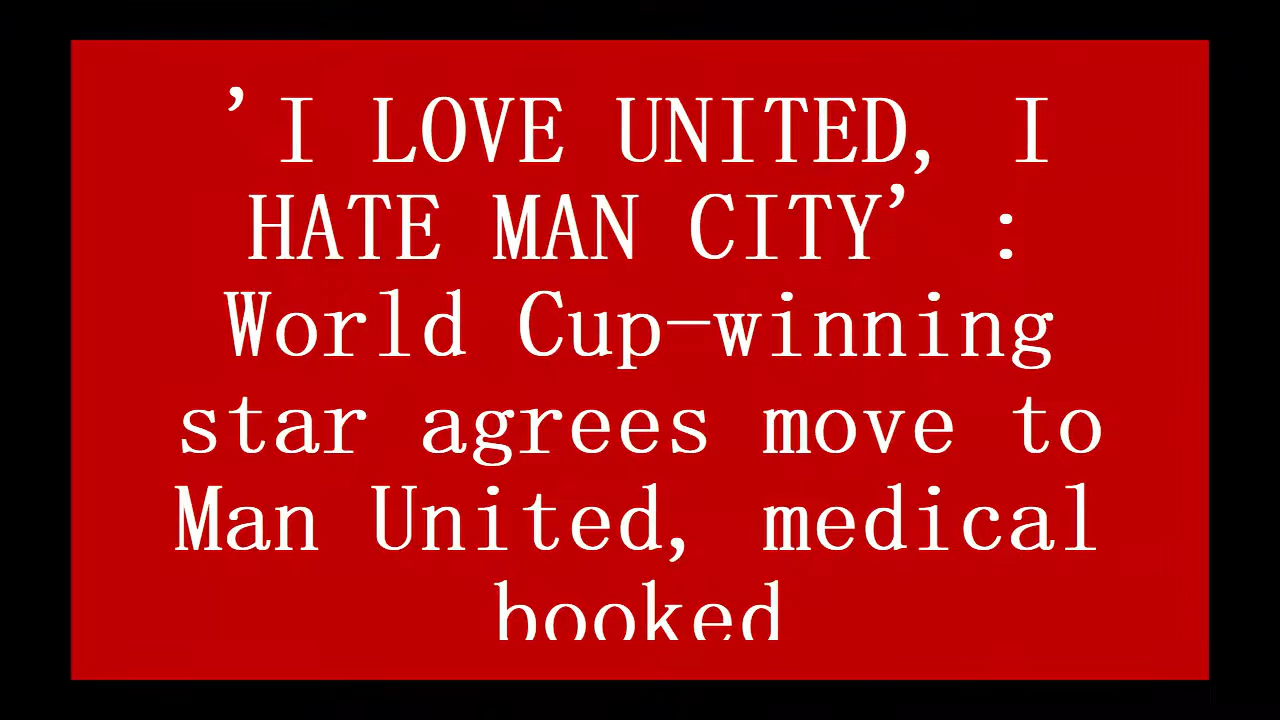 ’I LOVE UNITED, I
HATE MAN CITY’ :
World Cup—winning
star agrees move to
Man United, medical
booked